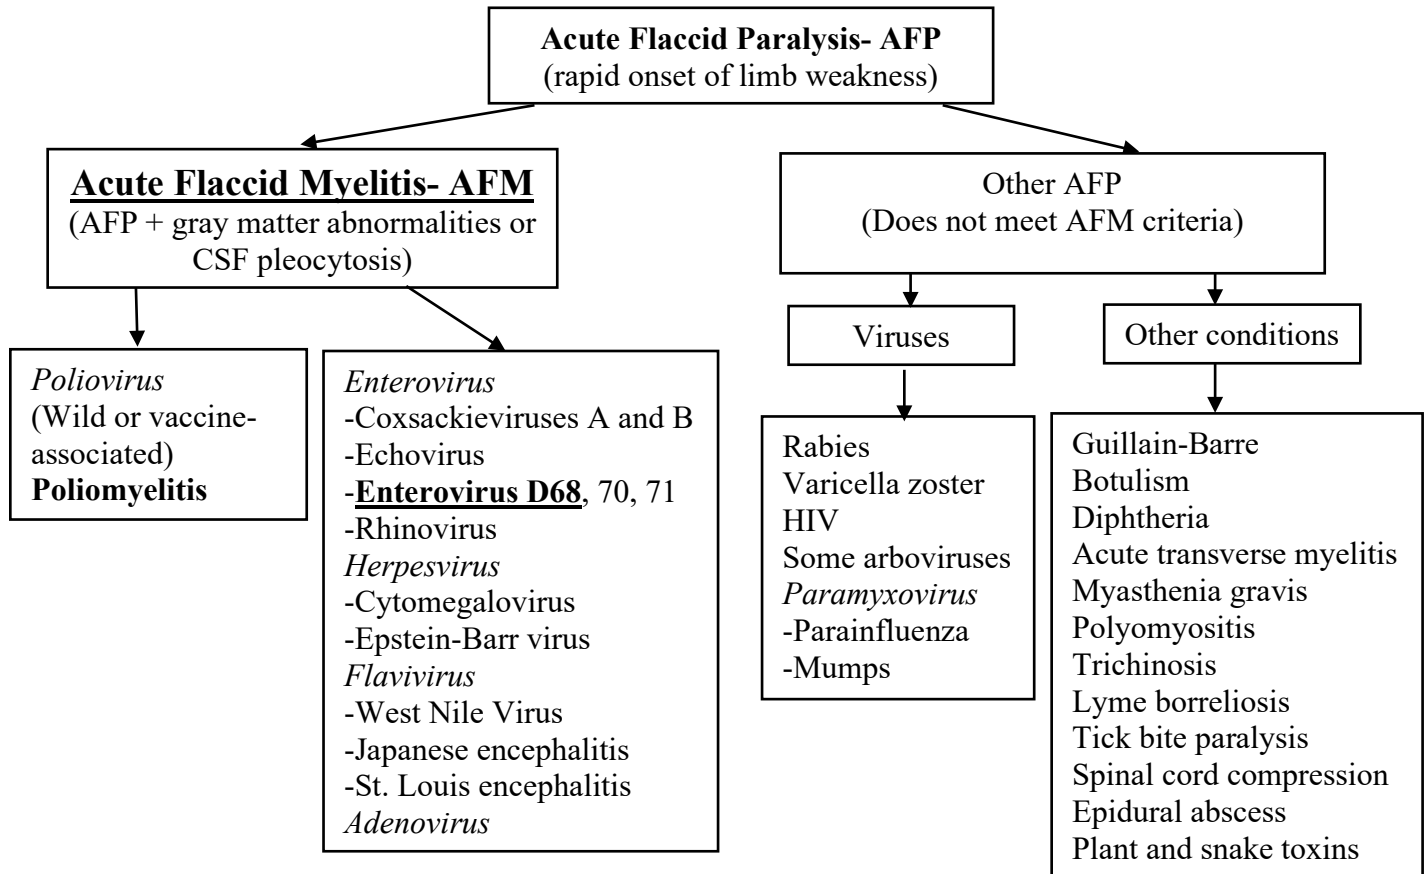 Acute Flaccid Paralysis- AFP
(rapid onset of limb weakness)
Acute Flaccid Myelitis- AFM
(AFP + gray matter abnormalities or
CSF pleocytosis)
Other AFP
(Does not meet AFM criteria)
Poliovirus
(Wild or vaccine-
associated)
Poliomyelitis
Enterovirus
-Coxsackieviruses A and B
-Echovirus
-Enterovirus D68, 70, 71
-Rhinovirus
Herpesvirus
-Cytomegalovirus
-Epstein-Barr virus
Flavivirus
-West Nile Virus
-Japanese encephalitis
-St. Louis encephalitis
Adenovirus
Viruses
Rabies
Varicella zoster
HIV
Some arboviruses
Paramyxovirus
-Parainfluenza
-Mumps
Other conditions
Guillain-Barre
Botulism
Diphtheria
Acute transverse myelitis
Myasthenia gravis
Polyomyositis
Trichinosis
Lyme borreliosis
Tick bite paralysis
Spinal cord compression
Epidural abscess
Plant and snake toxins